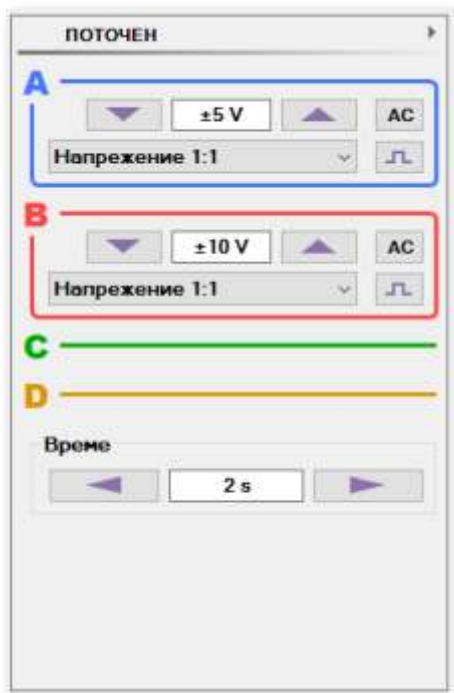 ПОТОЧЕН
A
±5 V
AC
Напрежение 1:1
B
±10 V
AC
Напрежение 1:1
C
D
Време
2 s